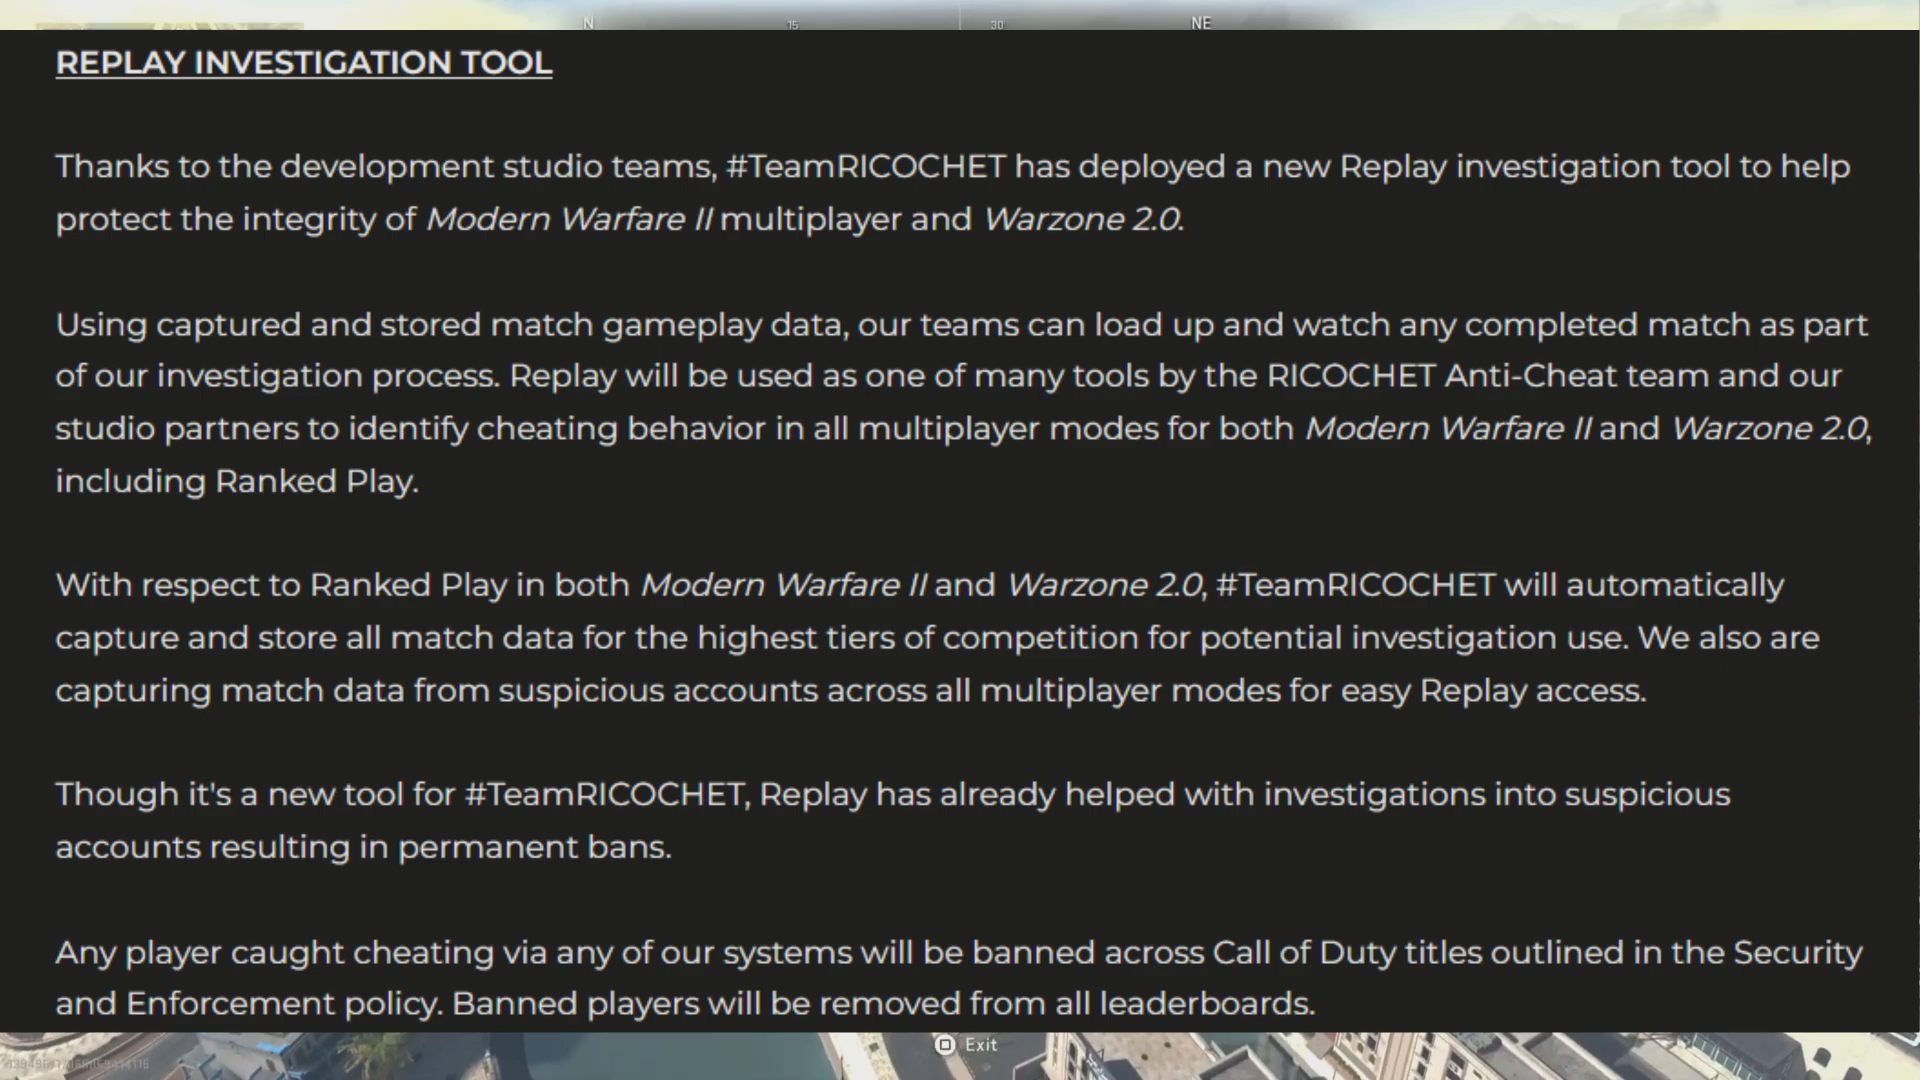 N 15 30 NE
REPLAY INVESTIGATION TOOL
Thanks to the development studio teams, #TeamRICOCHET has deployed a new Replay investigation tool to help
protect the integrity of Modern Warfare II multiplayer and Warzone 2.0.
Using captured and stored match gameplay data, our teams can load up and watch any completed match as part
of our investigation process. Replay will be used as one of many tools by the RICOCHET Anti-Cheat team and our
studio partners to identify cheating behavior in all multiplayer modes for both Modern Warfare II and Warzone 2.0,
including Ranked Play.
With respect to Ranked Play in both Modern Warfare II and Warzone 2.0, #TeamRICOCHET will automatically
capture and store all match data for the highest tiers of competition for potential investigation use. We also are
capturing match data from suspicious accounts across all multiplayer modes for easy Replay access.
Though it's a new tool for #TeamRICOCHET, Replay has already helped with investigations into suspicious
accounts resulting in permanent bans.
Any player caught cheating via any of our systems will be banned across Call of Duty titles outlined in the Security
and Enforcement policy. Banned players will be removed from all leaderboards.
Exit